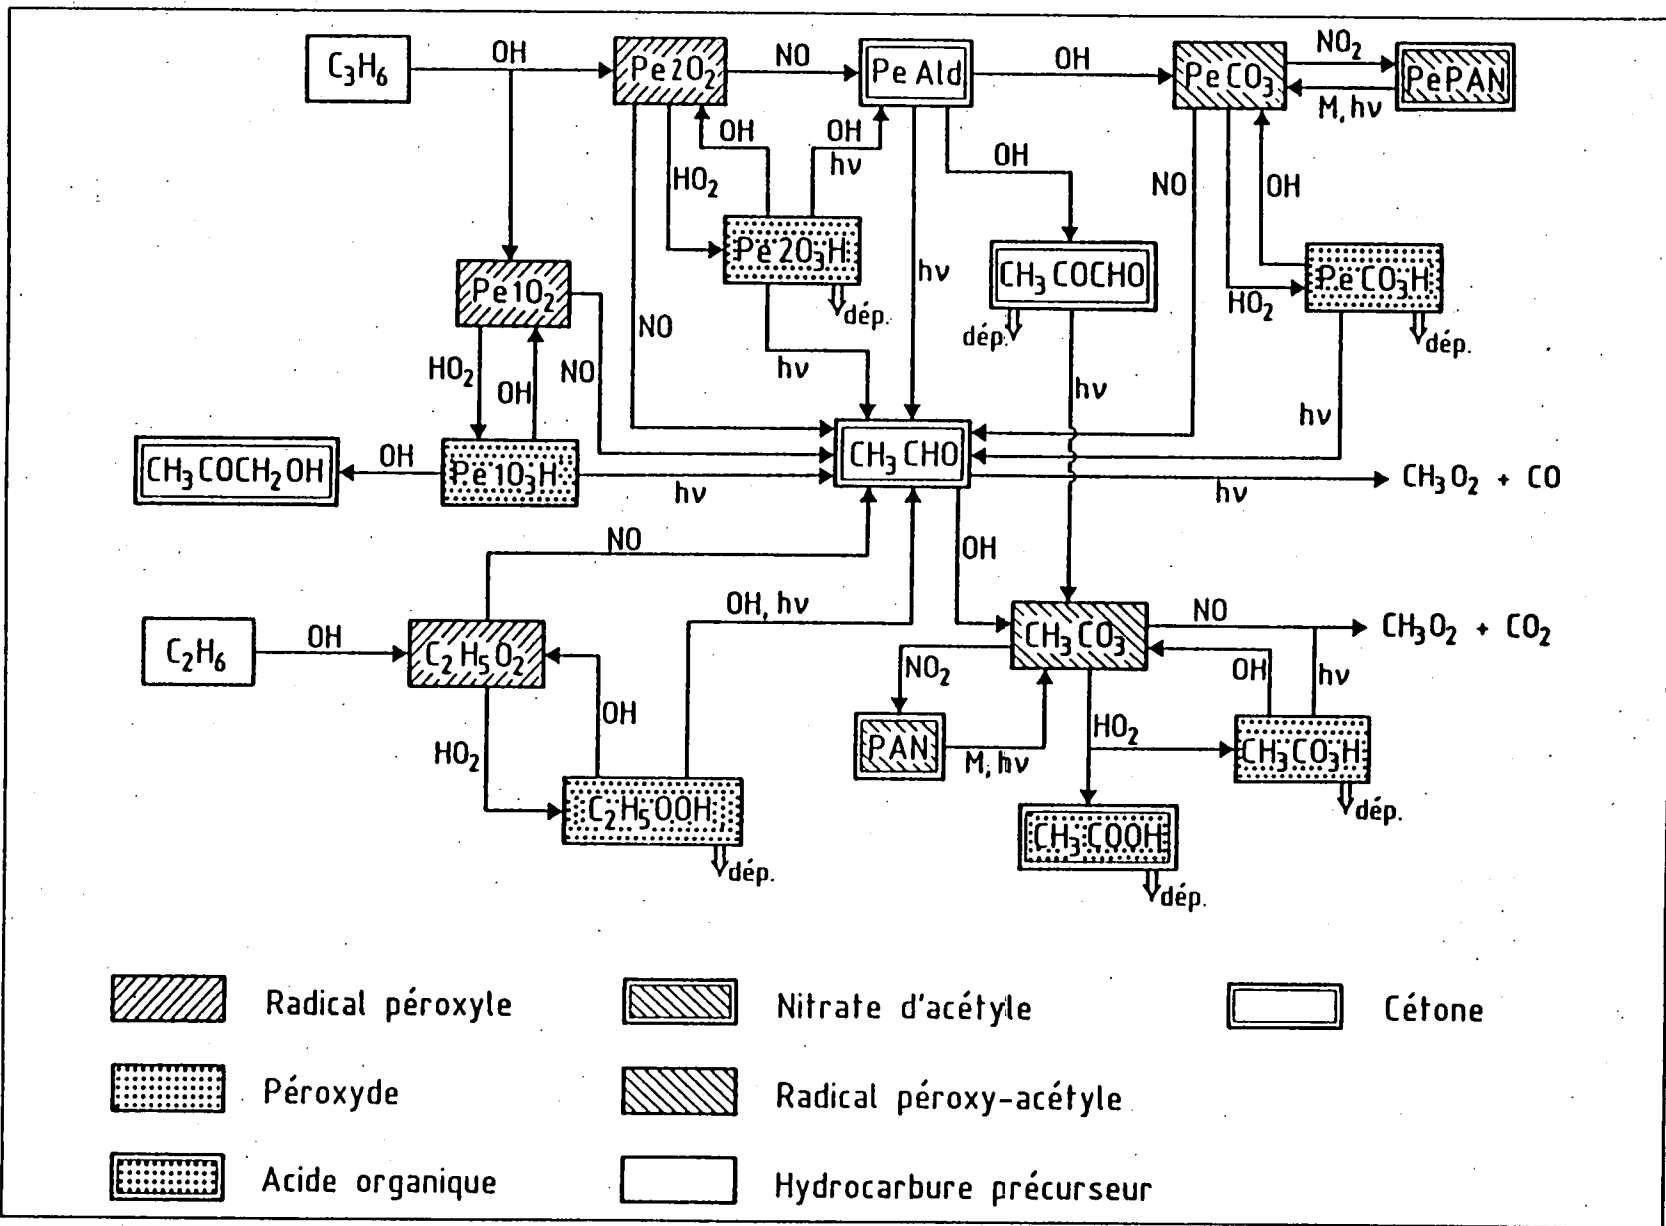 C₃H₆ OH Pe2O₂ NO PeAld OH PeCO₃ NO₂ PePAN
M, hν
OH OH hν OH NO OH
HO₂
Pe2O₃H dép.
hν
CH₃COCHO dép.
HO₂ PeCO₃H dép.
Pe1O₂
NO hν hν hν
HO₂ OH NO
CH₃COCH₂OH OH Pe1O₃H hν CH₃CHO hν CH₃O₂ + CO
NO OH
OH, hν
C₂H₆ OH C₂H₅O₂ CH₃CO₃ NO CH₃O₂ + CO₂
NO₂ OH hν
OH
HO₂ PAN M, hν HO₂ CH₃CO₃H dép.
C₂H₅OOH dép.
CH₃COOH dép.
Radical péroxyle Nitrate d'acétyle Cétone
Péroxyde Radical péroxy-acétyle
Acide organique Hydrocarbure précurseur